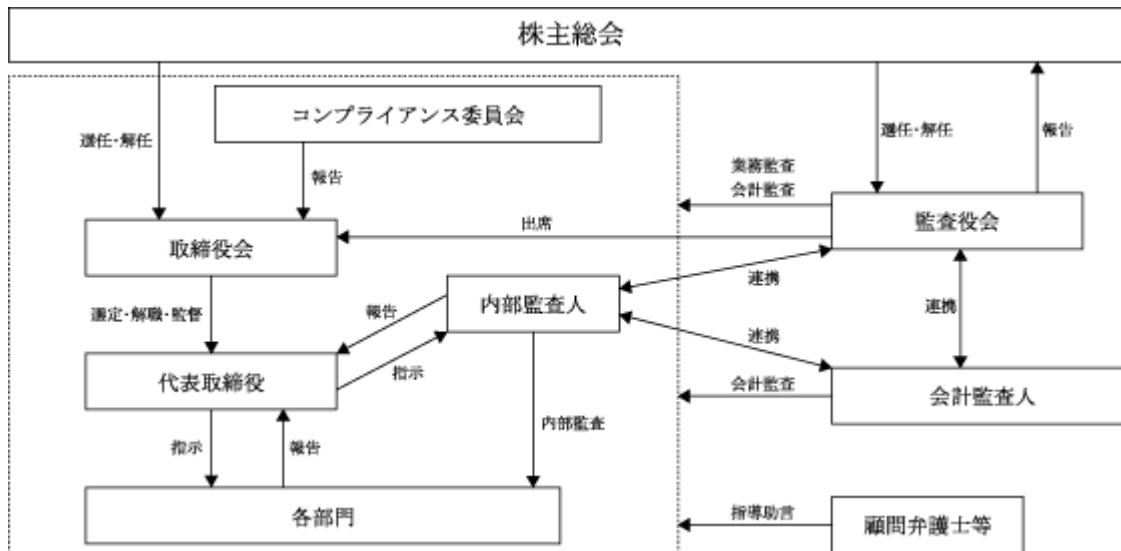 株主総会
コンプライアンス委員会
選任・解任
選任・解任
報告
報告
業務監査
会計監査
取締役会
出席
監査役会
内部監査人
連携
選定・解職・監督
報告
連携
連携
代表取締役
指示
会計監査
会計監査人
指示
報告
内部監査
各部門
指導助言
顧問弁護士等